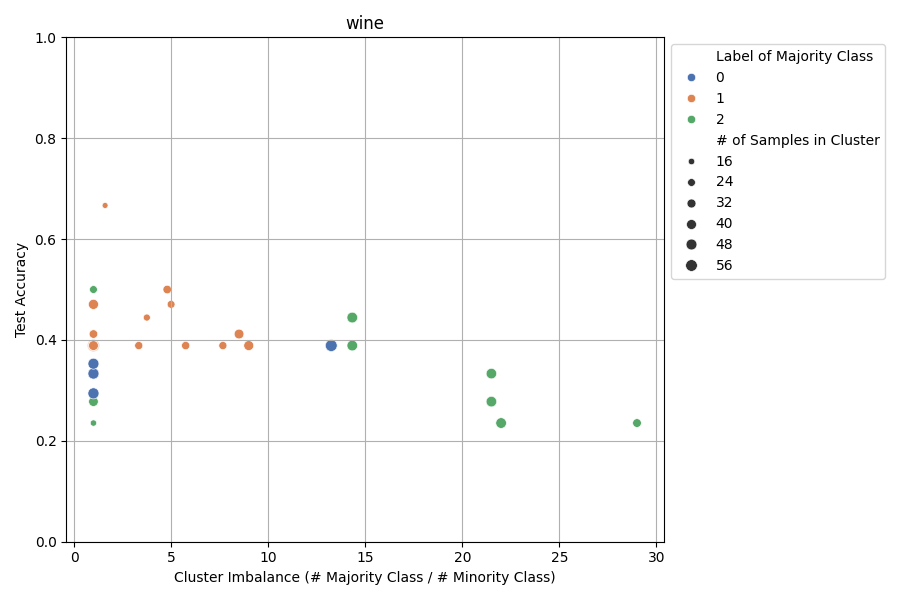 wine
1.0
0.8
0.6
0.4
0.2
0.0
Test Accuracy
0 5 10 15 20 25 30
Cluster Imbalance (# Majority Class / # Minority Class)
Label of Majority Class
0
1
2
# of Samples in Cluster
16
24
32
40
48
56